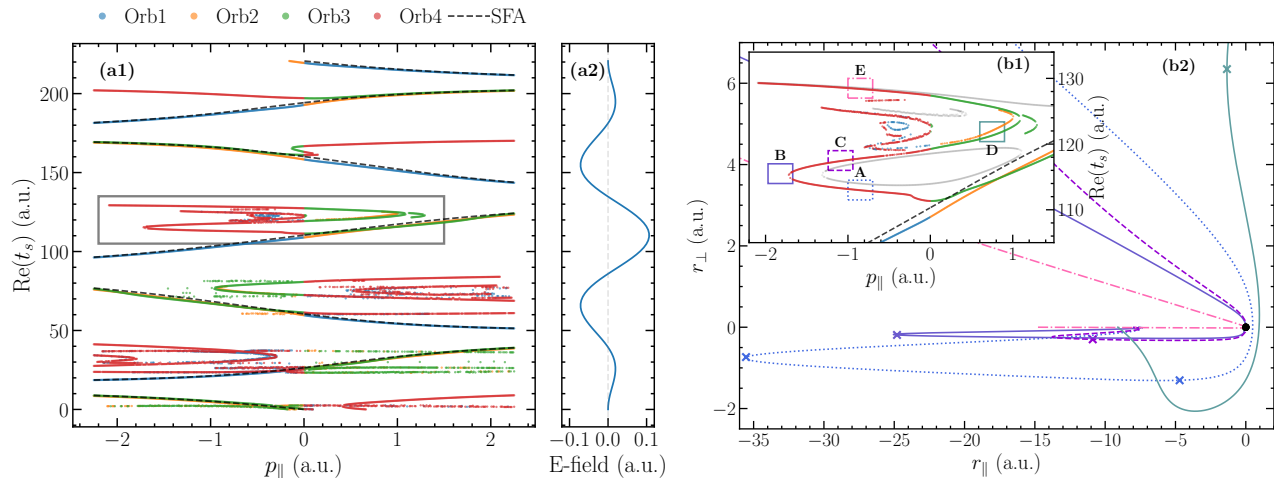 Orb1 Orb2 Orb3 Orb4 SFA
(a1)
Re(t_s) (a.u.)
0
50
100
150
200
−2 −1 0 1 2
p_∥ (a.u.)
(a2)
−0.1 0.0 0.1
E-field (a.u.)
(b1)
E
B
C
A
D
Re(t_s) (a.u.)
130
120
110
−2 −1 0 1
p_∥ (a.u.)
(b2)
r_⊥ (a.u.)
6
4
2
0
−2
−35 −30 −25 −20 −15 −10 −5 0
r_∥ (a.u.)